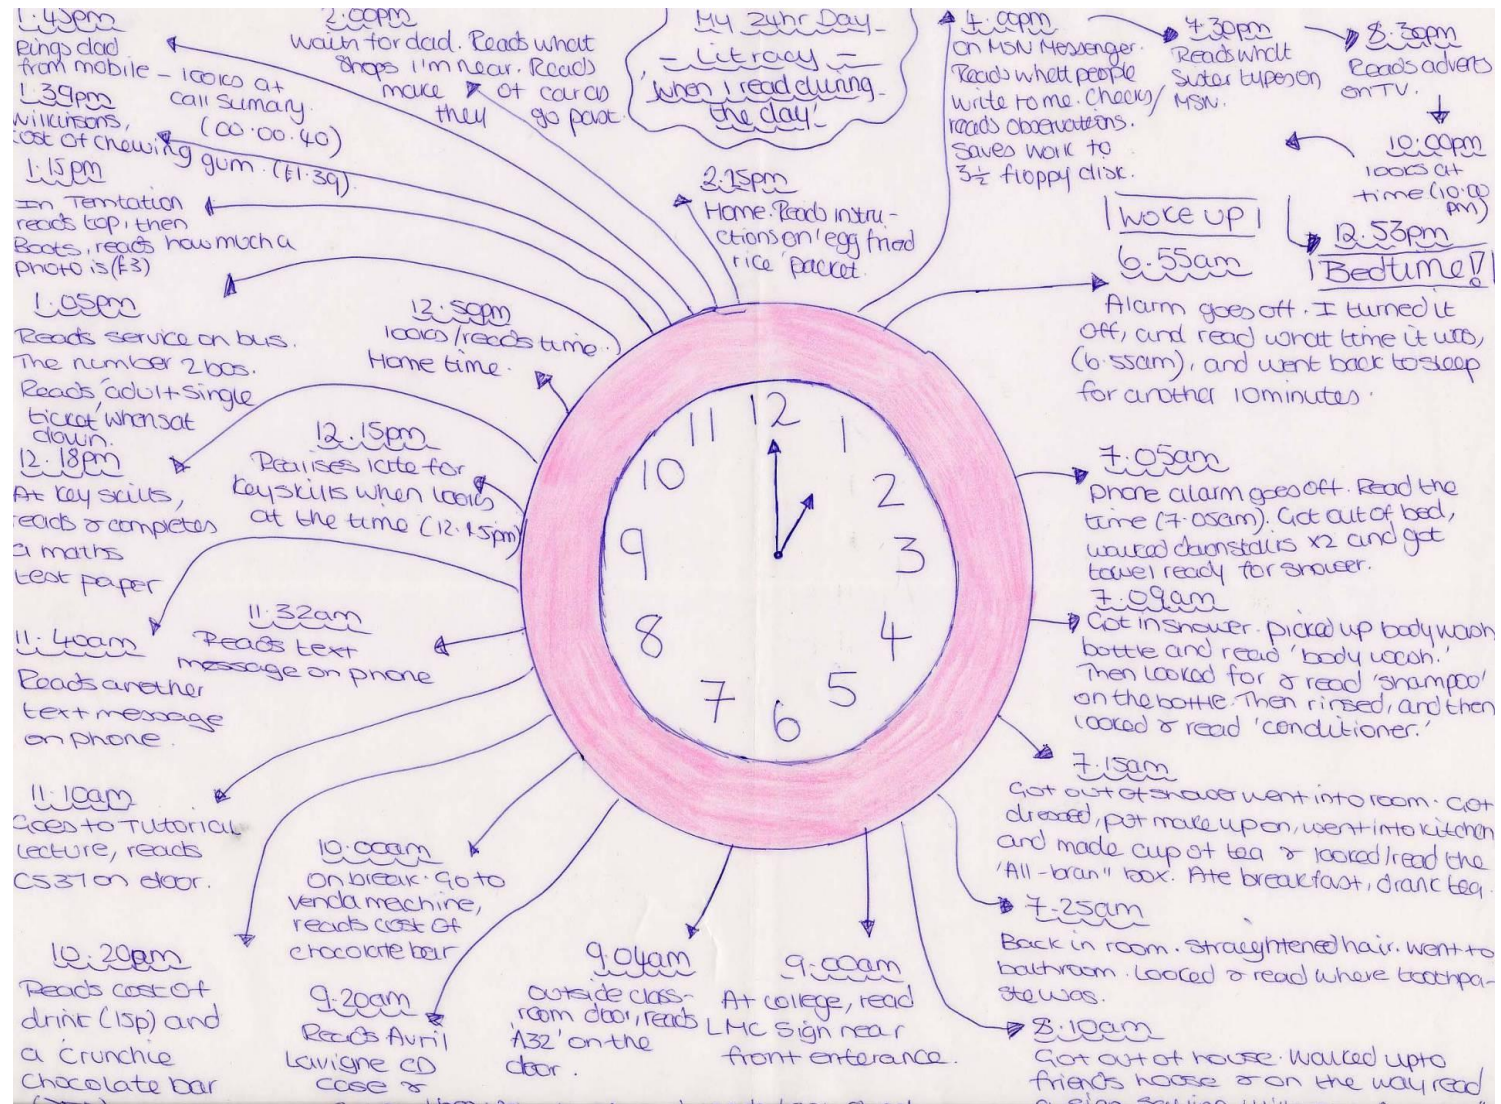 My 24hr Day -
- Litracy -
'when I read during
the day'
WOKE UP
6.55am
Alarm goes off. I turned it
off, and read what time it was,
(6.55am), and went back to sleep
for another 10 minutes.
7.05am
phone alarm goes off. Read the
time (7.05am). Got out of bed,
walked downstairs x2 and got
towel ready for shower.
7.09am
Got in shower. picked up body wash
bottle and read 'body wash.'
Then looked for & read 'shampoo'
on the bottle. Then rinsed, and then
looked & read 'conditioner.'
7.15am
Got out of shower went into room. Got
dressed, put make up on, went into kitchen
and made cup of tea & looked/read the
"All-bran" box. Ate breakfast, drank tea.
7.25am
Back in room. straightened hair. went to
bathroom. Looked & read where toothpa-
ste was.
8.10am
Got out of house. Walked up to
friends house & on the way read
a sign saying
9.00am
At college, read
LMC sign near
front enterance.
9.04am
outside class-
room door, reads
'A32' on the
door.
9.20am
Reads Avril
Lavigne CD
case &
10.00am
on break. Go to
venda machine,
reads cost of
chocolate bar
10.20am
Reads cost of
drink (15p) and
a Crunchie
chocolate bar
11.10am
Goes to Tutorial
Lecture, reads
CS37 on door.
11.32am
Reads text
message on phone
11.40am
Reads another
text message
on phone.
12.15pm
Realises late for
key skills when looks
at the time (12.15pm)
12.18pm
At key skills,
reads & completes
a maths
test paper
12.50pm
looks/reads time.
Home time.
1.05pm
Reads service on bus.
The number 2 bus.
Reads 'adult single
ticket' when sat
down.
1.15pm
In Temtation
reads top, then
Boots, reads how much a
photo is (£3)
1.39pm
Wilkinsons,
cost of chewing
gum. (£1.39).
1.45pm
Rings dad
from mobile - looks at
call sumary.
(00.00.40)
2.00pm
waith for dad. Reads what
shops I'm near. Reads
make of cards
they go past.
2.15pm
Home. Reads instru-
ctions on 'egg fried
rice' packet.
4.00pm
on MSN Messenger.
Reads what people
write to me. Checks/
reads observations.
Saves work to
3½ floppy disk.
7.30pm
Reads what
sister types on
MSN.
8.30pm
Reads adverts
on TV.
10.00pm
looks at
time (10.00
pm)
12.53pm
Bedtime!!
12
1
2
3
4
5
6
7
8
9
10
11